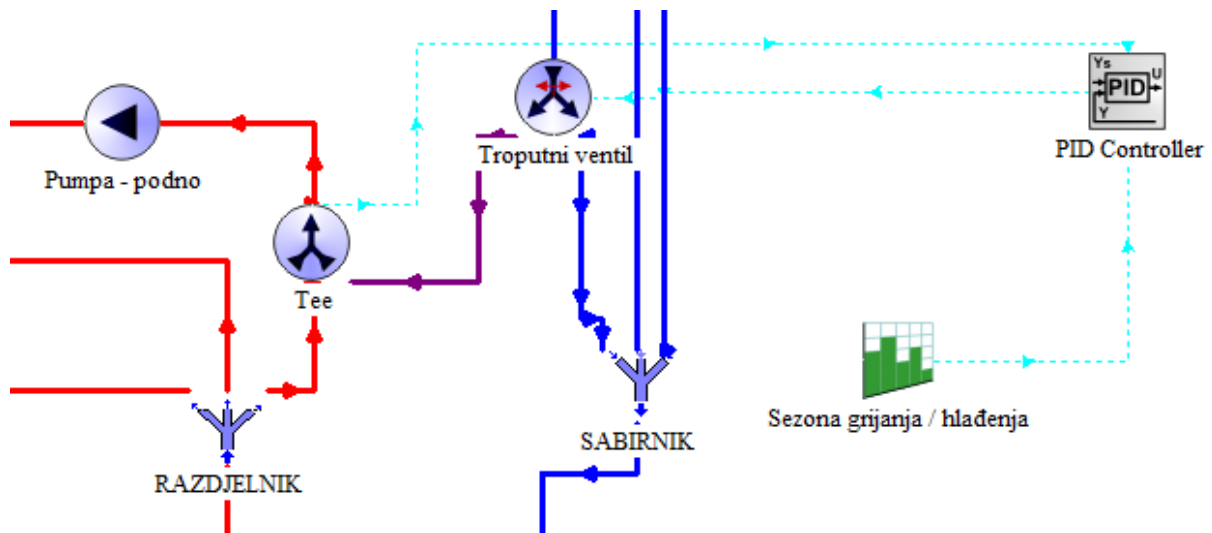 Ys
U
PID
Y
PID Controller
Troputni ventil
Pumpa - podno
Tee
Sezona grijanja / hlađenja
SABIRNIK
RAZDJELNIK